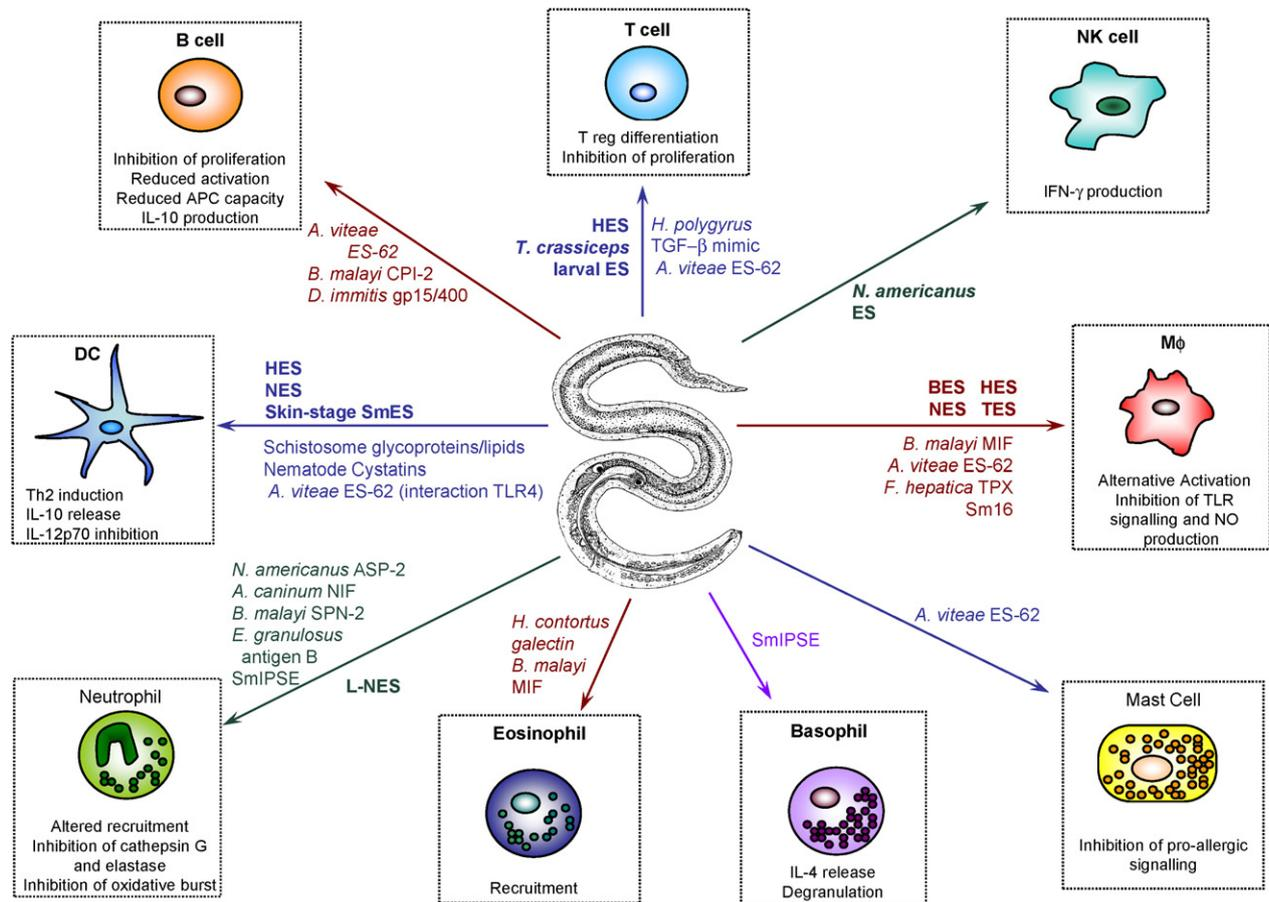 B cell
Inhibition of proliferation
Reduced activation
Reduced APC capacity
IL-10 production
T cell
T reg differentiation
Inhibition of proliferation
NK cell
IFN-γ production
A. viteae
ES-62
B. malayi CPI-2
D. immitis gp15/400
HES
T. crassiceps
larval ES
H. polygyrus
TGF–β mimic
A. viteae ES-62
N. americanus
ES
DC
Th2 induction
IL-10 release
IL-12p70 inhibition
HES
NES
Skin-stage SmES
Schistosome glycoproteins/lipids
Nematode Cystatins
A. viteae ES-62 (interaction TLR4)
BES HES
NES TES
B. malayi MIF
A. viteae ES-62
F. hepatica TPX
Sm16
Mϕ
Alternative Activation
Inhibition of TLR
signalling and NO
production
N. americanus ASP-2
A. caninum NIF
B. malayi SPN-2
E. granulosus
antigen B
SmIPSE
L-NES
H. contortus
galectin
B. malayi
MIF
SmIPSE
A. viteae ES-62
Neutrophil
Altered recruitment
Inhibition of cathepsin G
and elastase
Inhibition of oxidative burst
Eosinophil
Recruitment
Basophil
IL-4 release
Degranulation
Mast Cell
Inhibition of pro-allergic
signalling